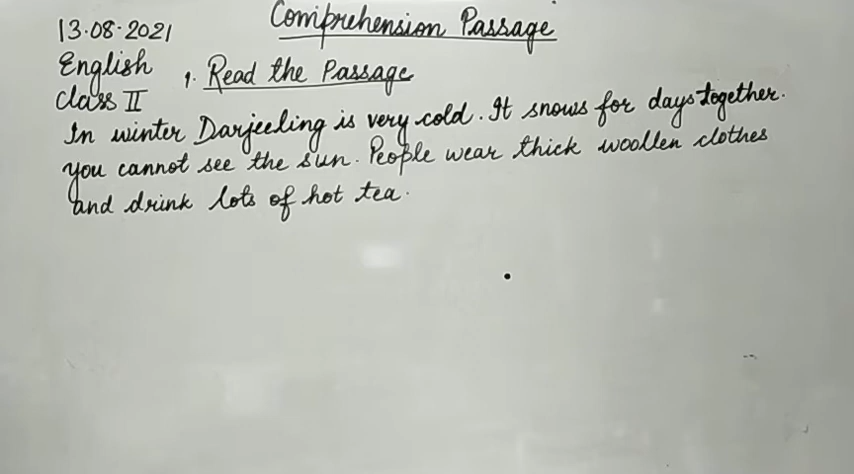 13.08.2021 Comprehension Passage
English 1. Read the Passage
Class II
In winter Darjeeling is very cold. It snows for days together.
you cannot see the sun. People wear thick woollen clothes
and drink lots of hot tea.